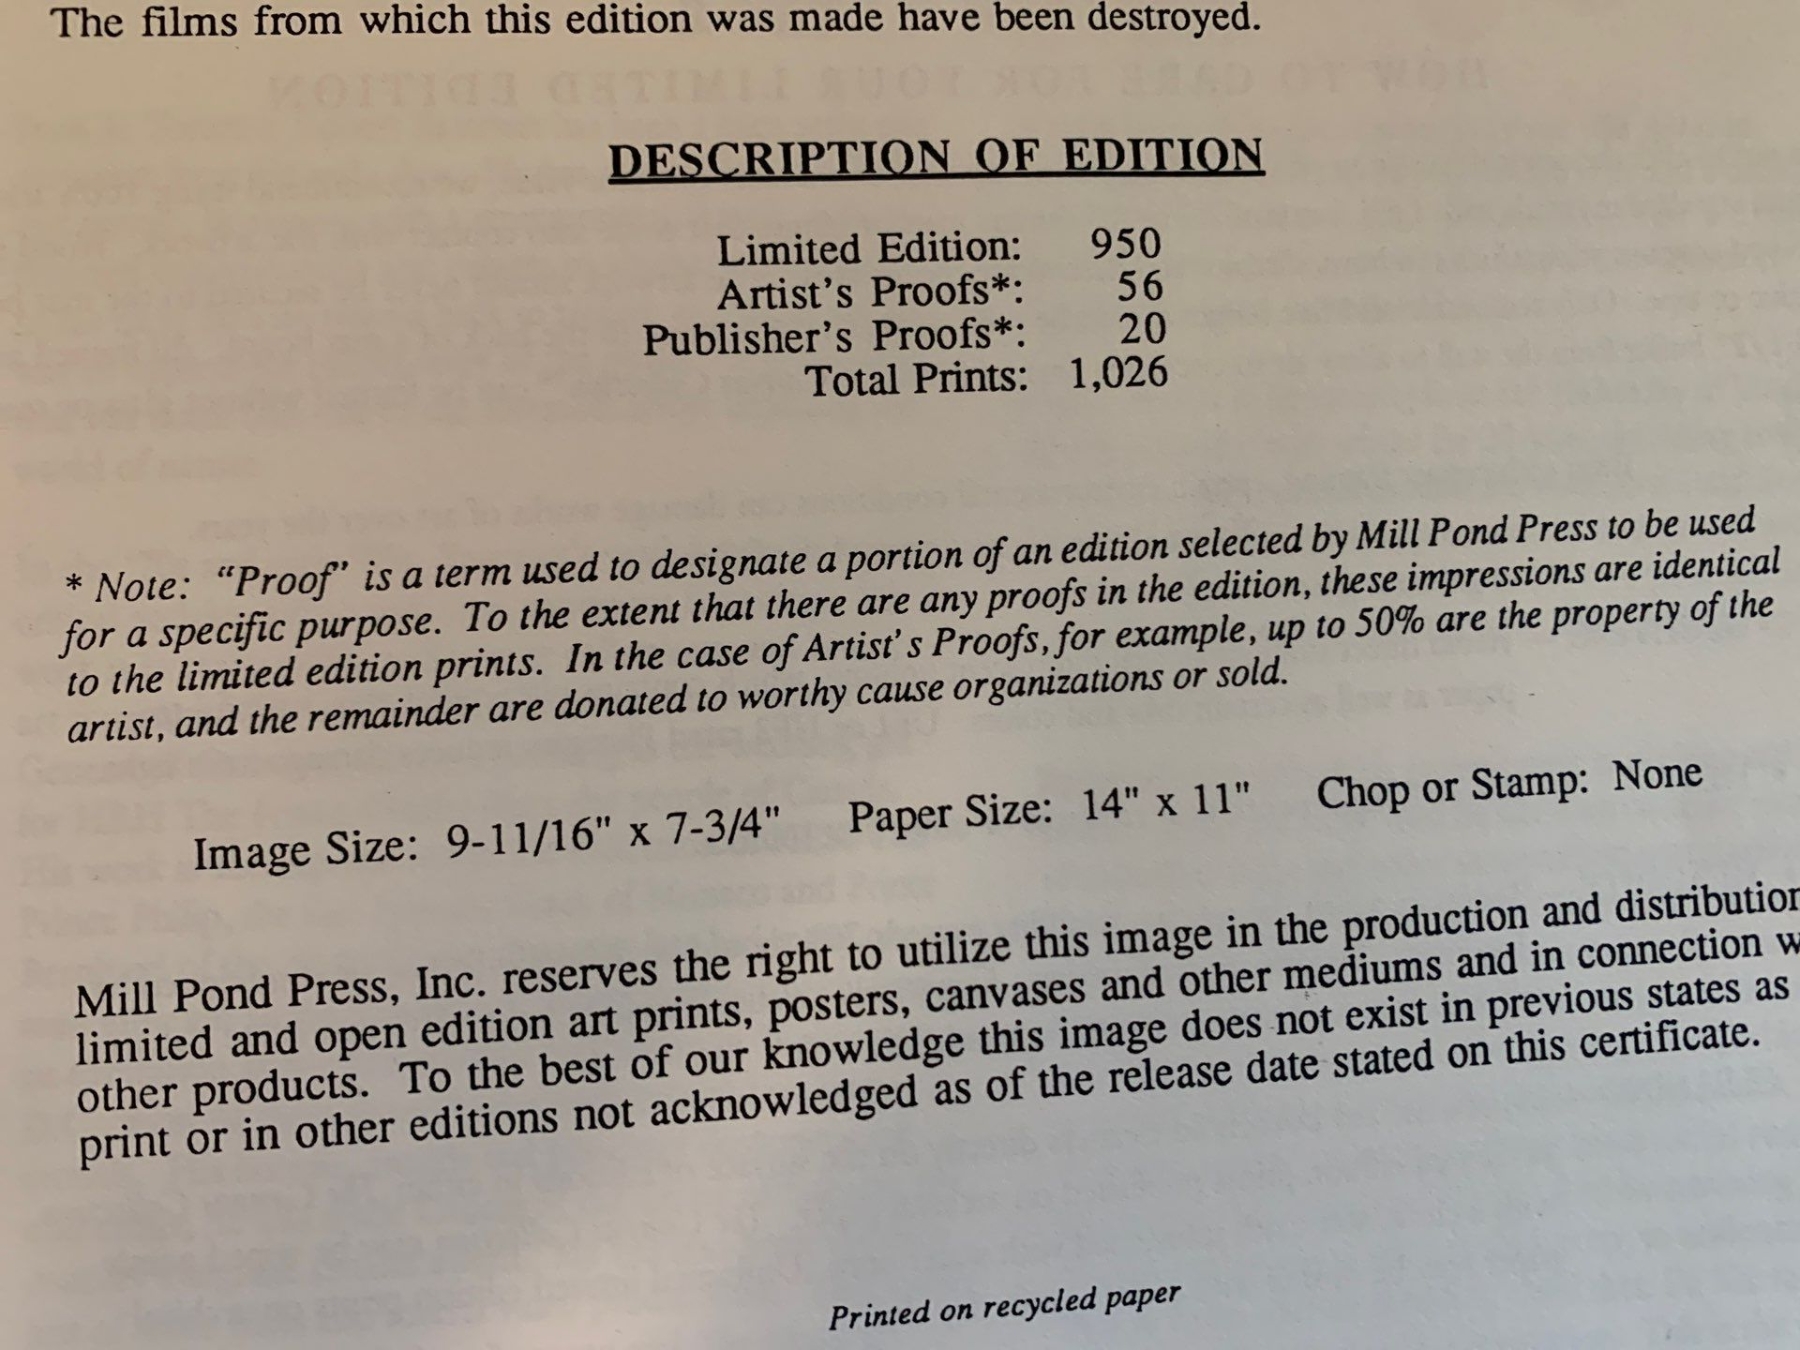 The films from which this edition was made have been destroyed.
HOW TO CARE FOR YOUR LIMITED EDITION
DESCRIPTION OF EDITION
Limited Edition: 950
Artist's Proofs*: 56
Publisher's Proofs*: 20
Total Prints: 1,026
* Note: "Proof" is a term used to designate a portion of an edition selected by Mill Pond Press to be used
for a specific purpose. To the extent that there are any proofs in the edition, these impressions are identical
to the limited edition prints. In the case of Artist's Proofs, for example, up to 50% are the property of the
artist, and the remainder are donated to worthy cause organizations or sold.
Image Size: 9-11/16" x 7-3/4" Paper Size: 14" x 11" Chop or Stamp: None
Mill Pond Press, Inc. reserves the right to utilize this image in the production and distribution
limited and open edition art prints, posters, canvases and other mediums and in connection w
other products. To the best of our knowledge this image does not exist in previous states as
print or in other editions not acknowledged as of the release date stated on this certificate.
Printed on recycled paper